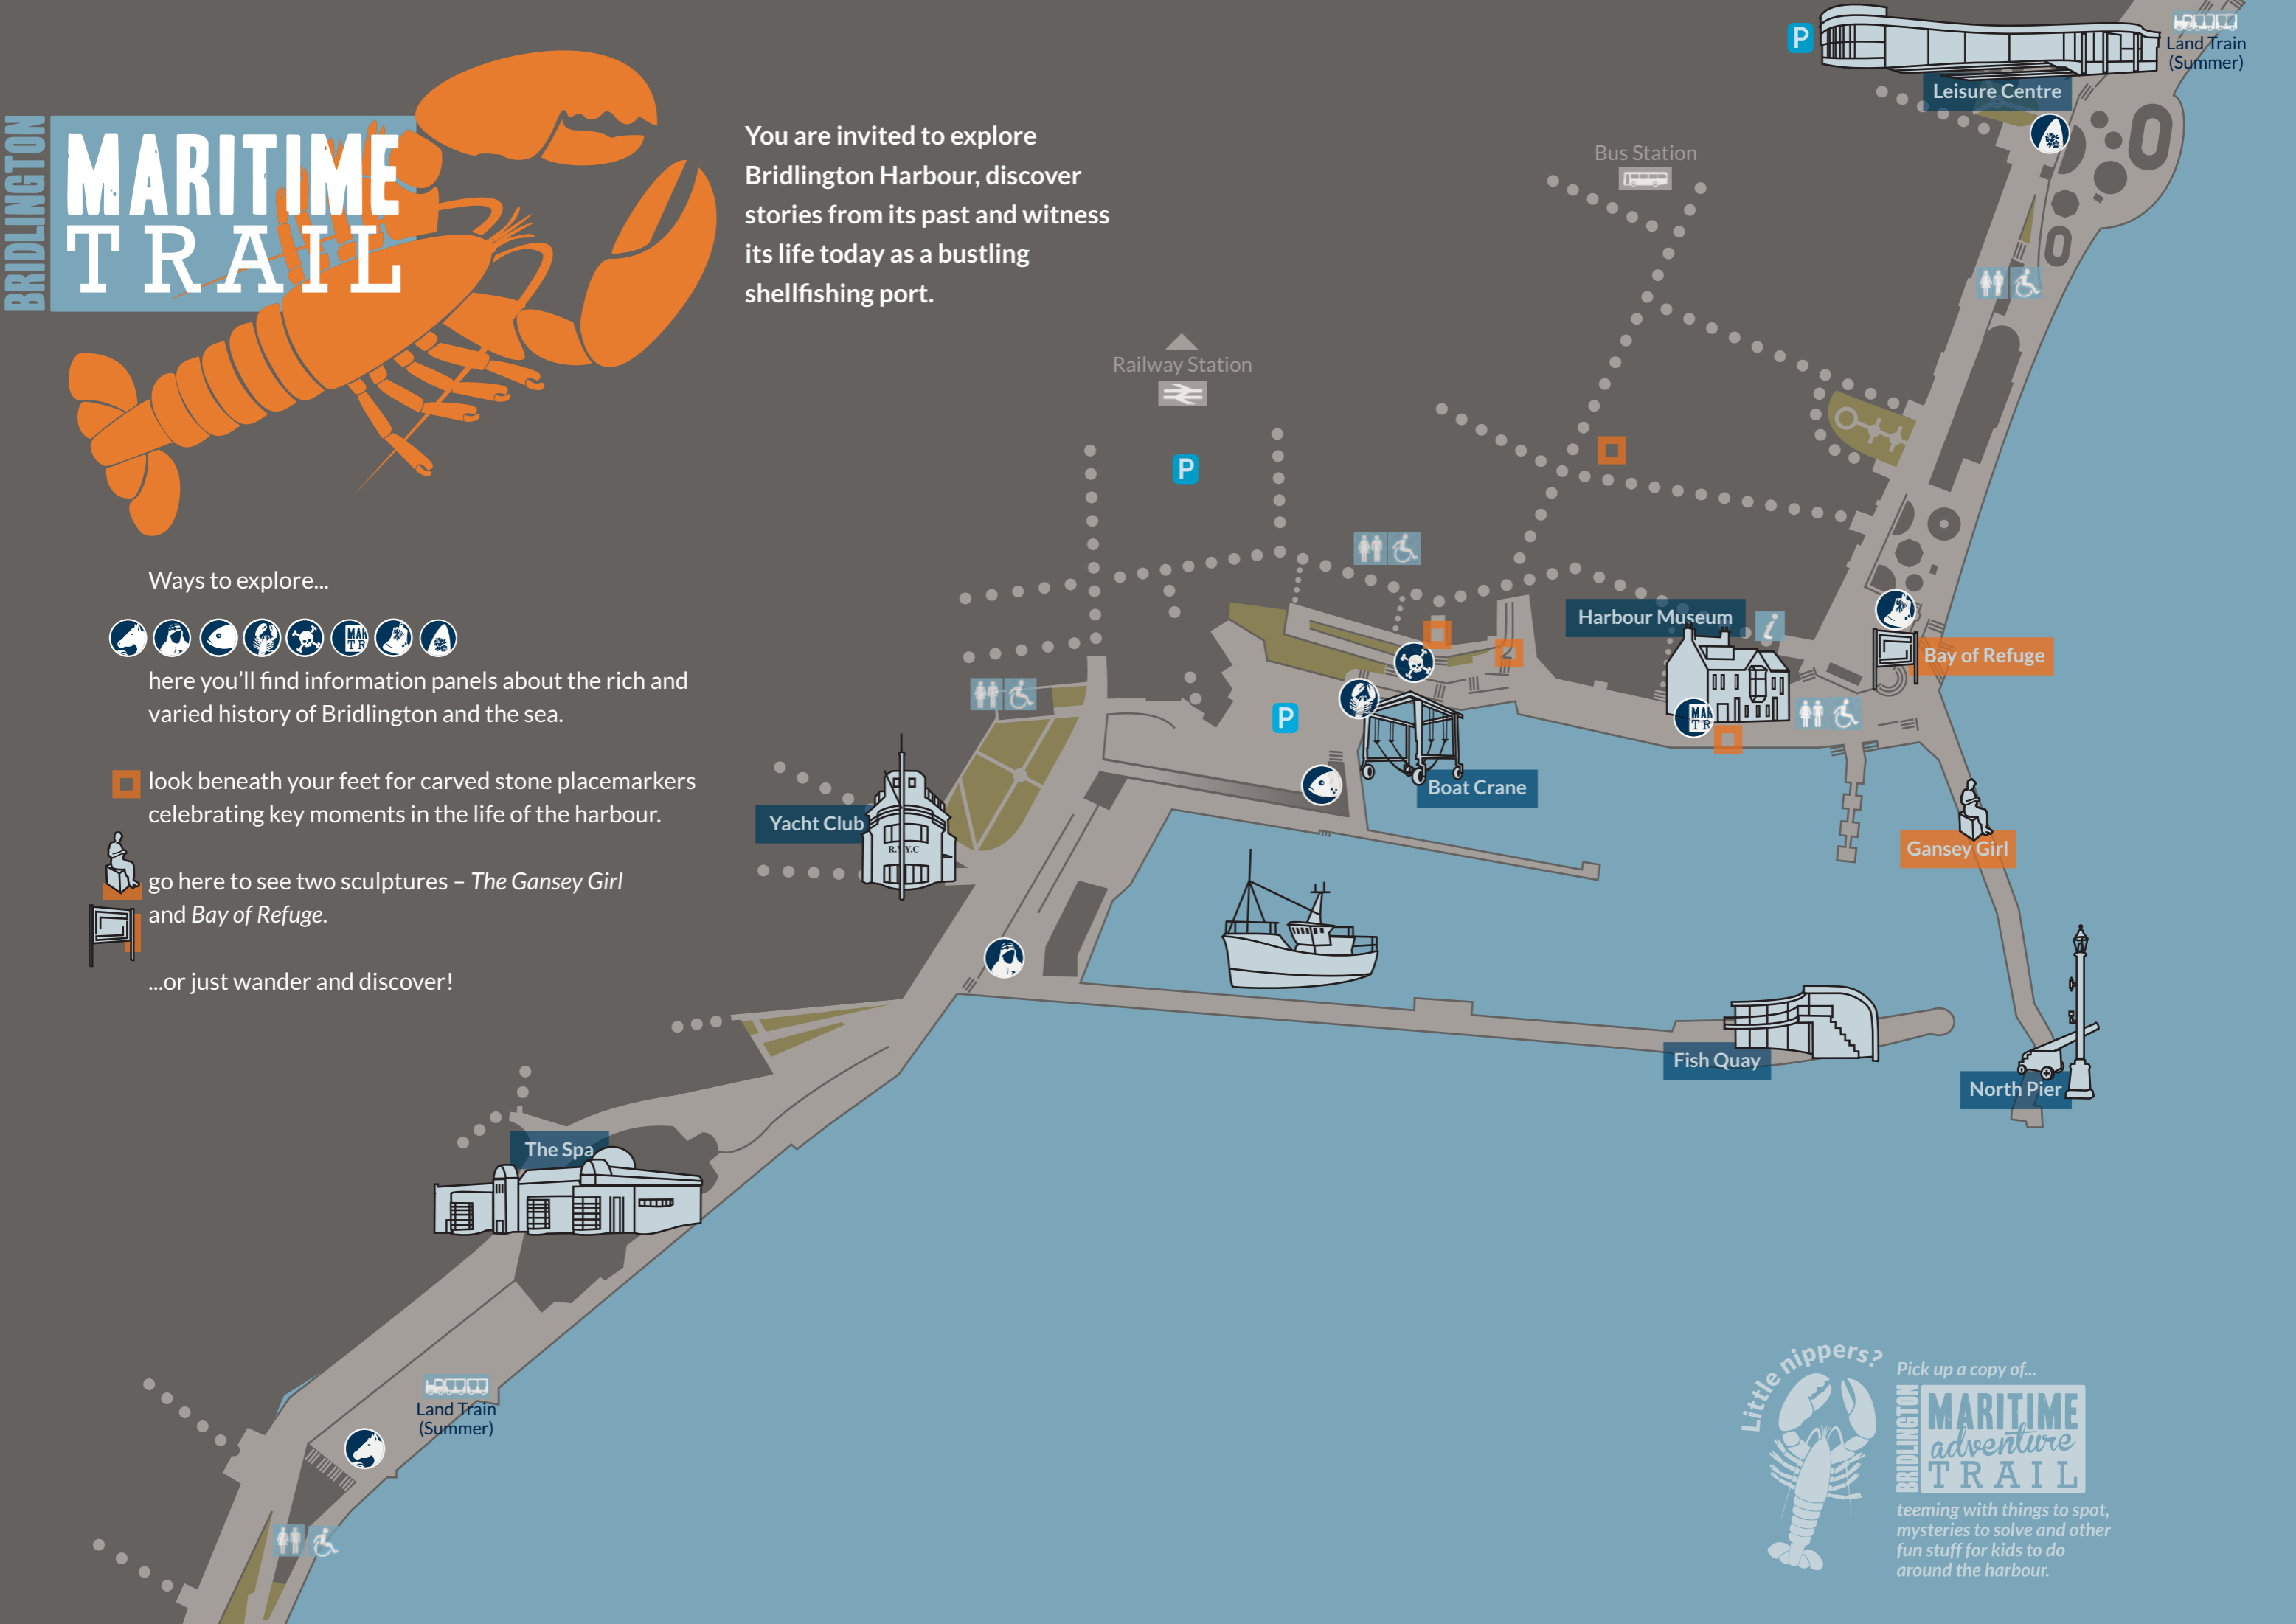 BRIDLINGTON
MARITIME
TRAIL
You are invited to explore
Bridlington Harbour, discover
stories from its past and witness
its life today as a bustling
shellfishing port.
P
Land Train
(Summer)
Leisure Centre
Bus Station
Railway Station
P
Ways to explore...
MAR
TR
here you'll find information panels about the rich and
varied history of Bridlington and the sea.
look beneath your feet for carved stone placemarkers
celebrating key moments in the life of the harbour.
go here to see two sculptures – The Gansey Girl
and Bay of Refuge.
...or just wander and discover!
Harbour Museum
i
Bay of Refuge
MAR
TR
P
Boat Crane
Yacht Club
R.Y.Y.C
Gansey Girl
Fish Quay
North Pier
The Spa
Land Train
(Summer)
Little nippers?
Pick up a copy of...
BRIDLINGTON
MARITIME
adventure
TRAIL
teeming with things to spot,
mysteries to solve and other
fun stuff for kids to do
around the harbour.